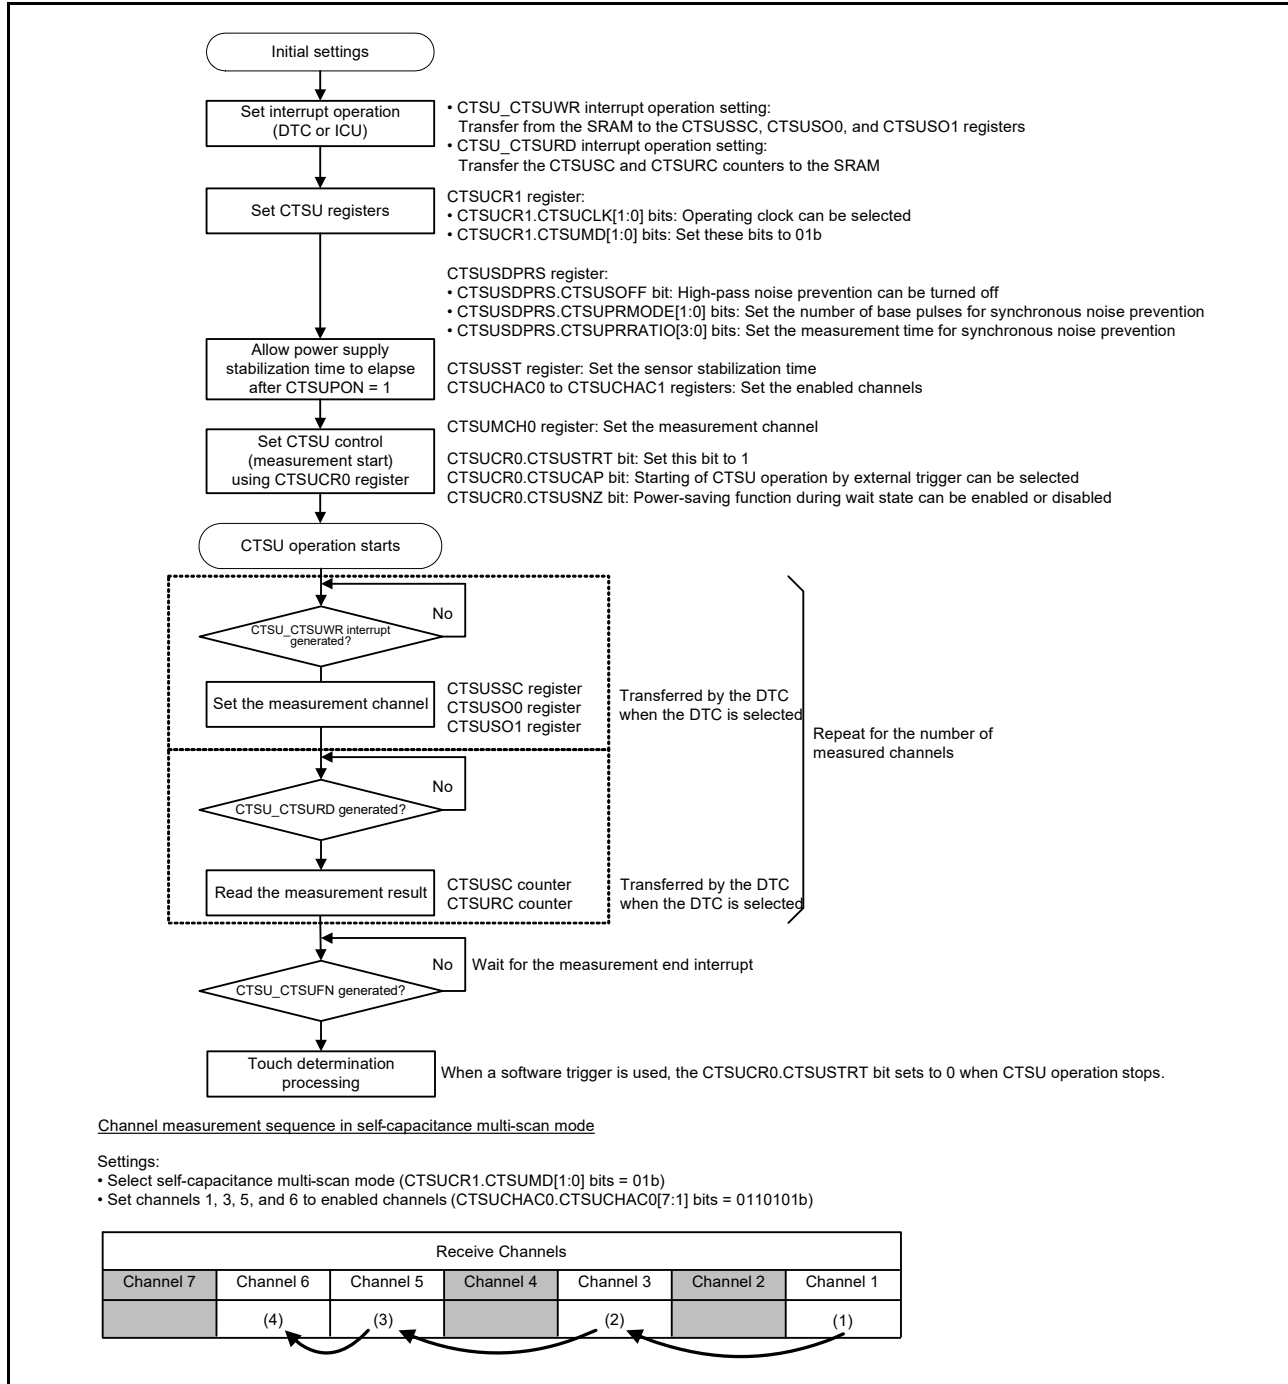 Initial settings
Set interrupt operation
(DTC or ICU)
• CTSU_CTSUWR interrupt operation setting:
Transfer from the SRAM to the CTSUSSC, CTSUSO0, and CTSUSO1 registers
• CTSU_CTSURD interrupt operation setting:
Transfer the CTSUSC and CTSURC counters to the SRAM
Set CTSU registers
CTSUCR1 register:
• CTSUCR1.CTSUCLK[1:0] bits: Operating clock can be selected
• CTSUCR1.CTSUMD[1:0] bits: Set these bits to 01b
CTSUSDPRS register:
• CTSUSDPRS.CTSUSOFF bit: High-pass noise prevention can be turned off
• CTSUSDPRS.CTSUPRMODE[1:0] bits: Set the number of base pulses for synchronous noise prevention
• CTSUSDPRS.CTSUPRRATIO[3:0] bits: Set the measurement time for synchronous noise prevention
Allow power supply
stabilization time to elapse
after CTSUPON = 1
CTSUSST register: Set the sensor stabilization time
CTSUCHAC0 to CTSUCHAC1 registers: Set the enabled channels
CTSUMCH0 register: Set the measurement channel
Set CTSU control
(measurement start)
using CTSUCR0 register
CTSUCR0.CTSUSTRT bit: Set this bit to 1
CTSUCR0.CTSUCAP bit: Starting of CTSU operation by external trigger can be selected
CTSUCR0.CTSUSNZ bit: Power-saving function during wait state can be enabled or disabled
CTSU operation starts
No
CTSU_CTSUWR interrupt
generated?
Set the measurement channel
CTSUSSC register
CTSUSO0 register
CTSUSO1 register
Transferred by the DTC
when the DTC is selected
Repeat for the number of
measured channels
No
CTSU_CTSURD generated?
Read the measurement result
CTSUSC counter
CTSURC counter
Transferred by the DTC
when the DTC is selected
No
Wait for the measurement end interrupt
CTSU_CTSUFN generated?
Touch determination
processing
When a software trigger is used, the CTSUCR0.CTSUSTRT bit sets to 0 when CTSU operation stops.
Channel measurement sequence in self-capacitance multi-scan mode
Settings:
• Select self-capacitance multi-scan mode (CTSUCR1.CTSUMD[1:0] bits = 01b)
• Set channels 1, 3, 5, and 6 to enabled channels (CTSUCHAC0.CTSUCHAC0[7:1] bits = 0110101b)
Receive Channels
Channel 7 Channel 6 Channel 5 Channel 4 Channel 3 Channel 2 Channel 1
(4) (3) (2) (1)